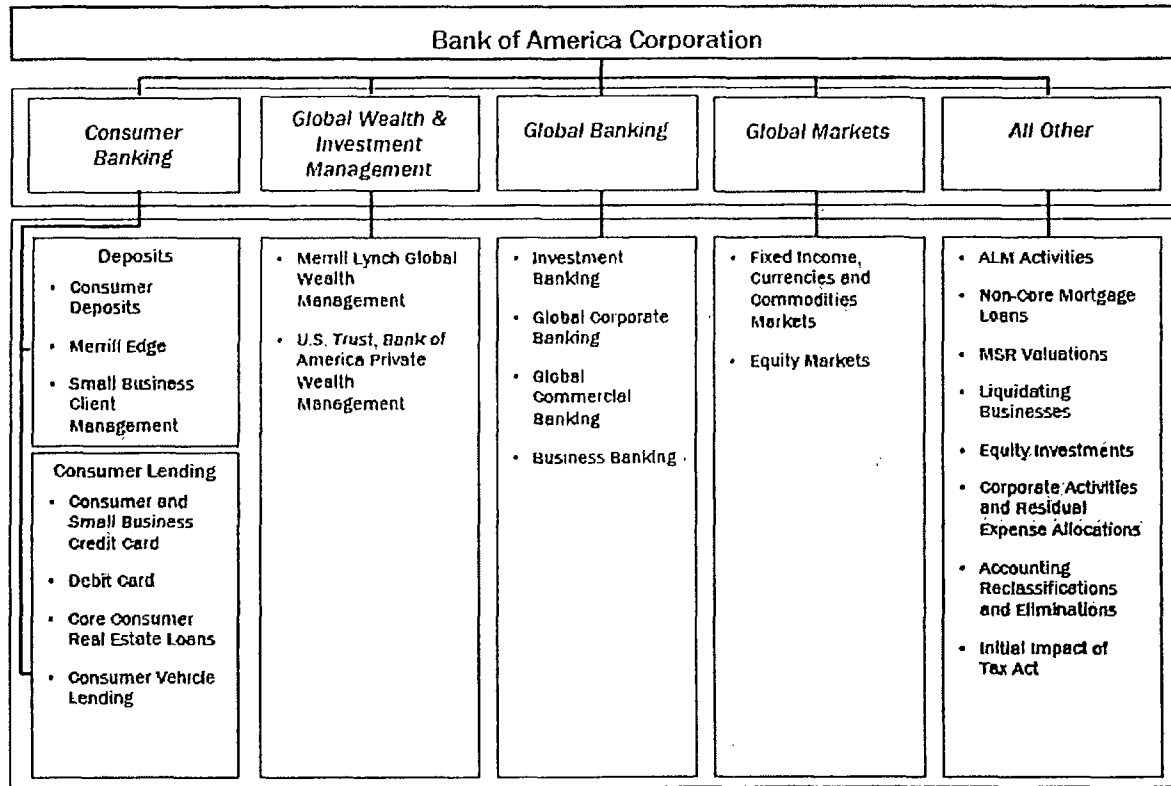 Bank of America Corporation
Consumer
Banking
Global Wealth &
Investment
Management
Global Banking
Global Markets
All Other
Deposits
• Consumer
Deposits
• Merrill Edge
• Small Business
Client
Management
Consumer Lending
• Consumer and
Small Business
Credit Card
• Debit Card
• Core Consumer
Real Estate Loans
• Consumer Vehicle
Lending
• Merrill Lynch Global
Wealth
Management
• U.S. Trust, Bank of
America Private
Wealth
Management
• Investment
Banking
• Global Corporate
Banking
• Global
Commercial
Banking
• Business Banking
• Fixed Income,
Currencies and
Commodities
Markets
• Equity Markets
• ALM Activities
• Non-Core Mortgage
Loans
• MSR Valuations
• Liquidating
Businesses
• Equity Investments
• Corporate Activities
and Residual
Expense Allocations
• Accounting
Reclassifications
and Eliminations
• Initial Impact of
Tax Act